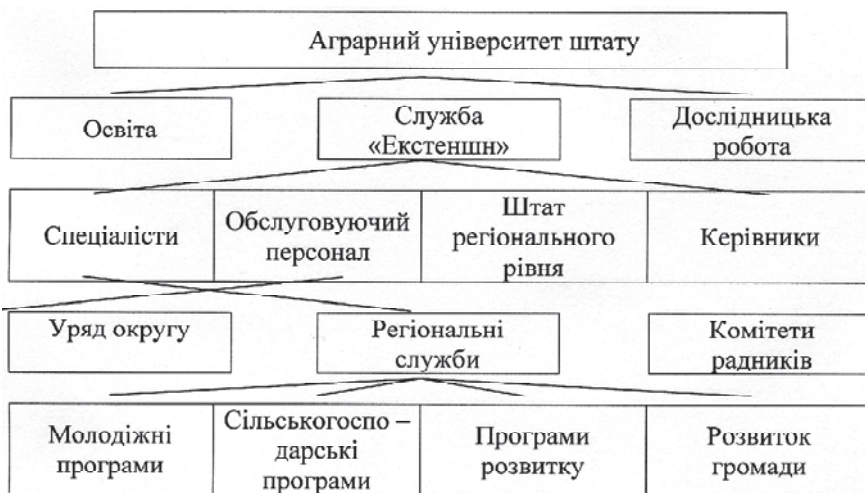 Аграрний університет штату
Освіта
Служба
«Екстеншн»
Дослідницька
робота
Спеціалісти
Обслуговуючий
персонал
Штат
регіонального
рівня
Керівники
Уряд округу
Регіональні
служби
Комітети
радників
Молодіжні
програми
Сільськогоспо –
дарські
програми
Програми
розвитку
Розвиток
громади